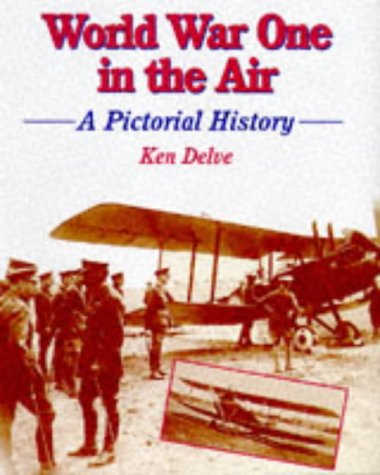 World War One
in the Air
A Pictorial History
Ken Delve